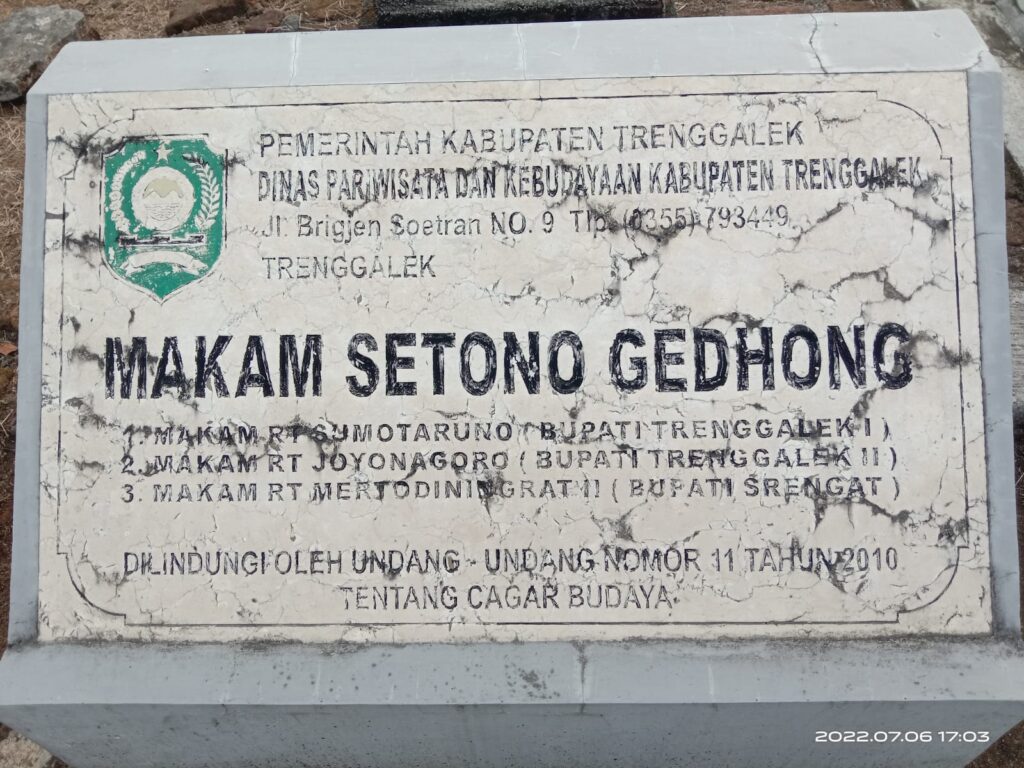 PEMERINTAH KABUPATEN TRENGGALEK
DINAS PARIWISATA DAN KEBUDAYAAN KABUPATEN TRENGGALEK
Jl. Brigjen Soetran NO. 9 Tlp. (0355) 793449
TRENGGALEK
MAKAM SETONO GEDHONG
1. MAKAM RT SUMOTARUNO ( BUPATI TRENGGALEK I )
2. MAKAM RT JOYONAGORO ( BUPATI TRENGGALEK II )
3. MAKAM RT MERTODININGRAT II ( BUPATI SRENGAT )
DILINDUNGI OLEH UNDANG - UNDANG NOMOR 11 TAHUN 2010
TENTANG CAGAR BUDAYA
2022.07.06 17:03